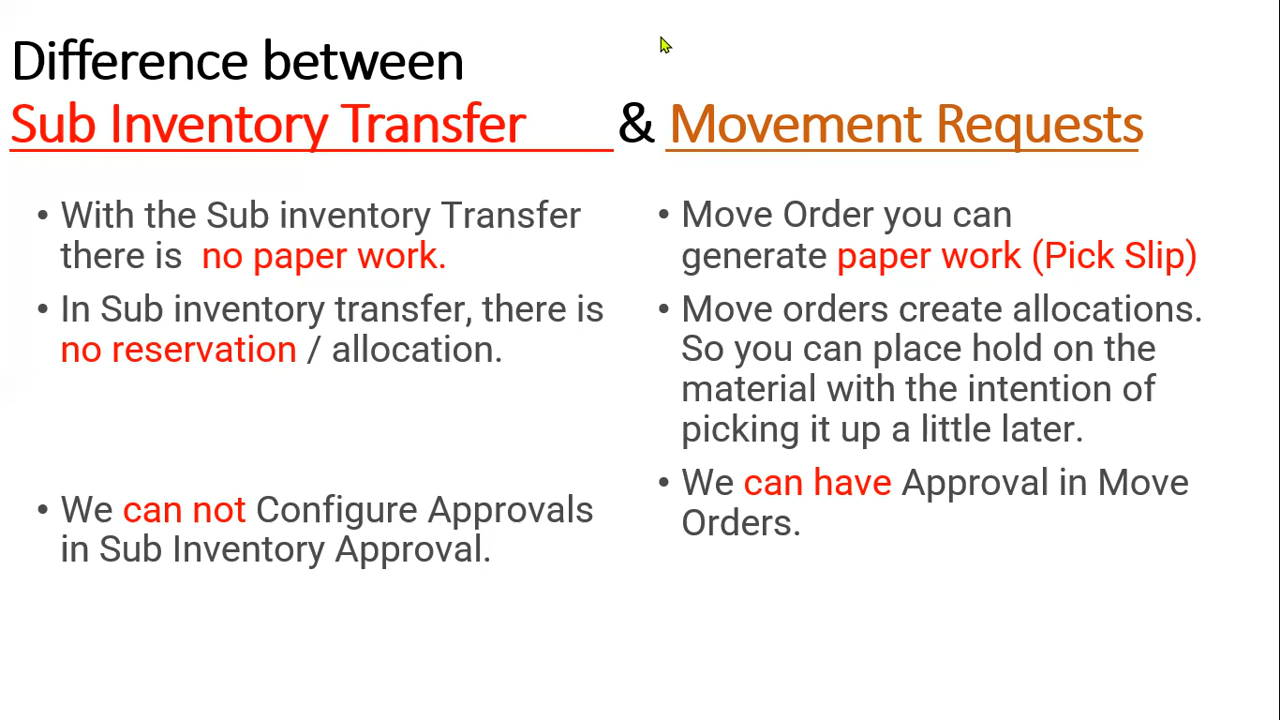 Difference between
Sub Inventory Transfer & Movement Requests
• With the Sub inventory Transfer
there is no paper work.
• In Sub inventory transfer, there is
no reservation / allocation.
• We can not Configure Approvals
in Sub Inventory Approval.
• Move Order you can
generate paper work (Pick Slip)
• Move orders create allocations.
So you can place hold on the
material with the intention of
picking it up a little later.
• We can have Approval in Move
Orders.